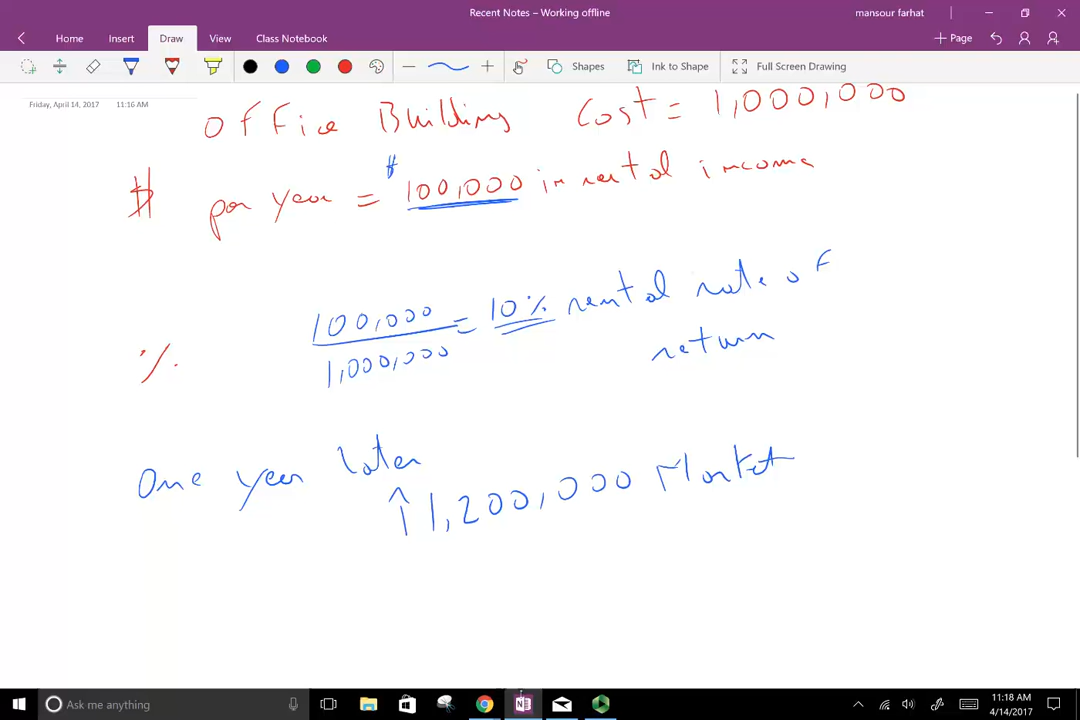 Recent Notes – Working offline
mansour farhat
Home Insert Draw View Class Notebook
Page
Shapes Ink to Shape Full Screen Drawing
Friday, April 14, 2017 11:16 AM
Office Building Cost = 1,000,000
$ per year = $100,000 in rental income
100,000
1,000,000
= 10% rental rate of
return
%
One year later
↑ 1,200,000 Market
Ask me anything
11:18 AM
4/14/2017